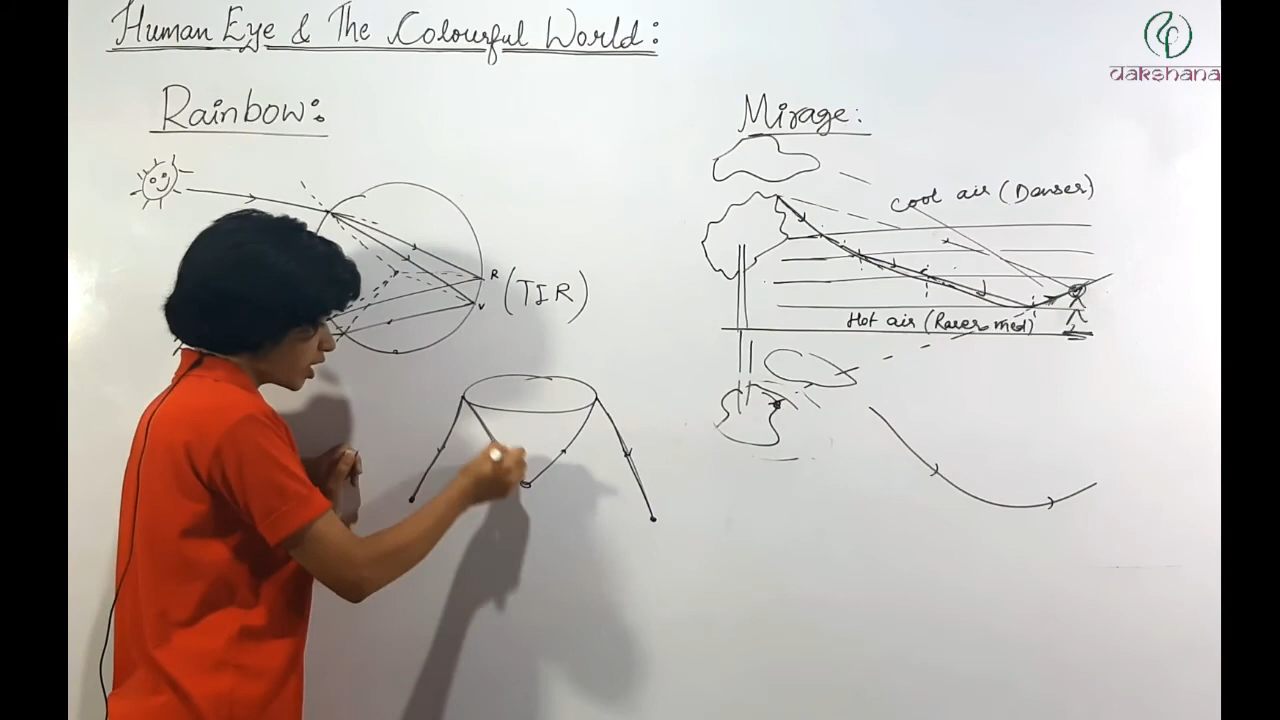 Human Eye & The Colourful World:
dakshana
Rainbow:
Mirage:
Cool air (Denser)
R
V
(TIR)
Hot air (Rarer med)